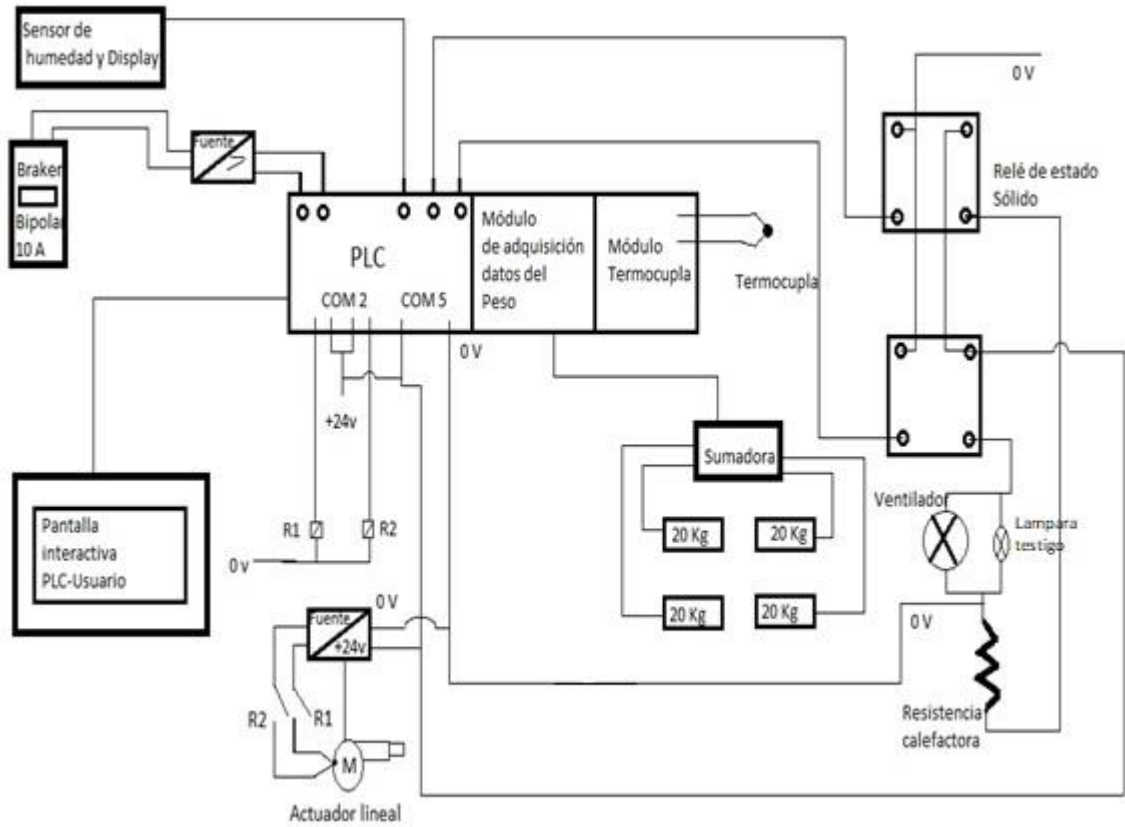 Sensor de
humedad y Display
0 V
Fuente
Braker
Bipolar
10 A
Relé de estado
Sólido
PLC
COM 2
COM 5
Módulo
de adquisición
datos del
Peso
Módulo
Termocupla
Termocupla
0 V
+24v
Sumadora
20 Kg
20 Kg
20 Kg
20 Kg
Ventilador
Lampara
testigo
Pantalla
interactiva
PLC-Usuario
R1
R2
0 v
0 V
Fuente
+24v
0 V
R2
R1
M
Actuador lineal
Resistencia
calefactora